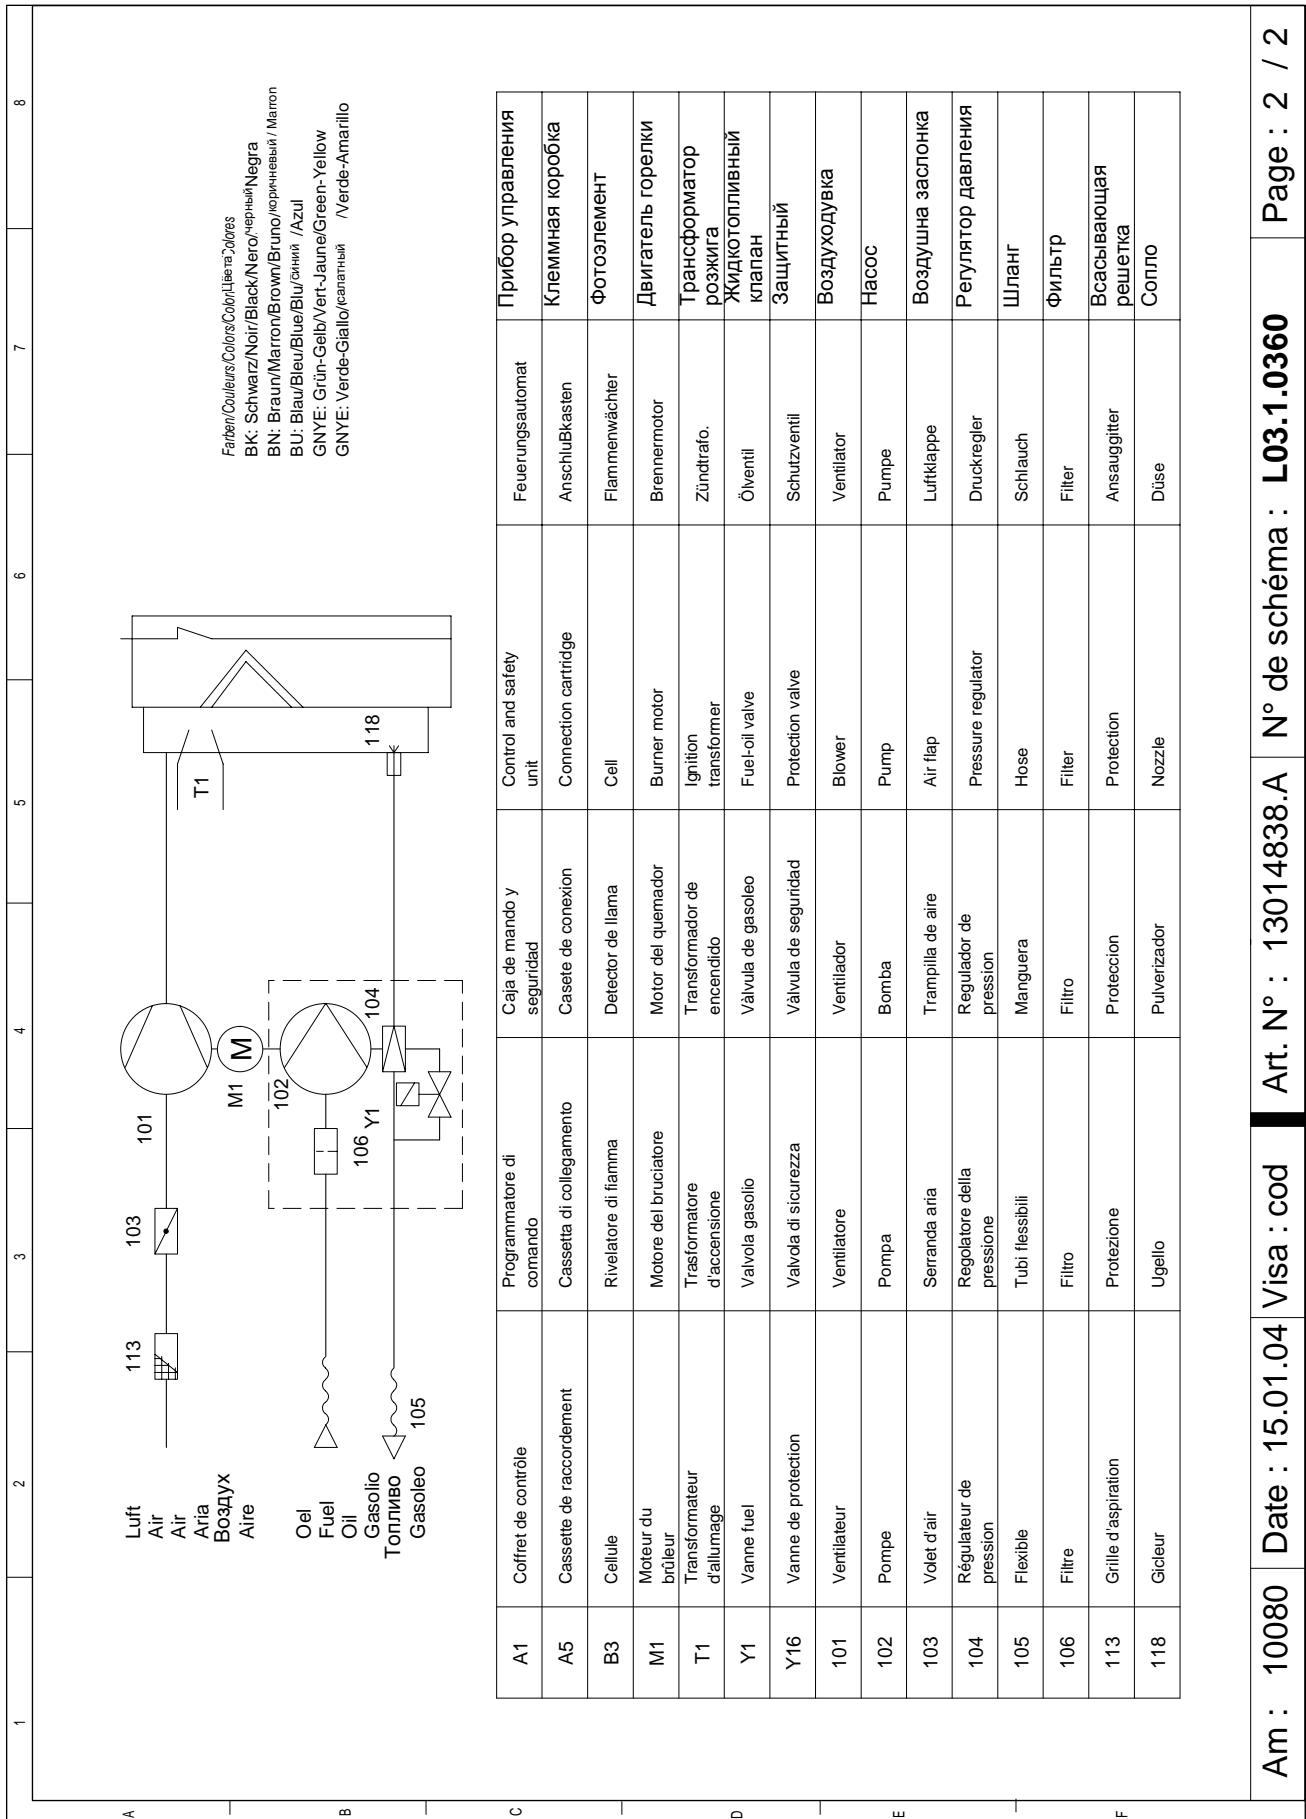 1 2 3 4 5 6 7 8
A
B
C
D
E
F
Luft
Air
Air
Aria
Воздух
Aire
Oel
Fuel
Oil
Gasolio
Топливо
Gasoleo
113
103
101
M1
M
102
106
Y1
104
105
T1
118
Farben/Couleurs/Colors/Colori/Цвета Colores
BK: Schwarz/Noir/Black/Nero/черный Negra
BN: Braun/Marron/Brown/Bruno/коричневый / Marron
BU: Blau/Bleu/Blue/Blu/синий /Azul
GNYE: Grün-Gelb/Vert-Jaune/Green-Yellow
GNYE: Verde-Giallo/салатный /Verde-Amarillo
A1 Coffret de contrôle Programmatore di comando Caja de mando y seguridad Control and safety unit Feuerungsautomat Прибор управления
A5 Cassette de raccordement Cassetta di collegamento Casete de conexion Connection cartridge Anschlußkasten Клеммная коробка
B3 Cellule Rivelatore di fiamma Detector de llama Cell Flammenwächter Фотоэлемент
M1 Moteur du brûleur Motore del bruciatore Motor del quemador Burner motor Brennermotor Двигатель горелки
T1 Transformateur d'allumage Trasformatore d'accensione Transformador de encendido Ignition transformer Zündtrafo. Трансформатор розжига
Y1 Vanne fuel Valvola gasolio Vàlvula de gasoleo Fuel-oil valve Ölventil Жидкотопливный клапан
Y16 Vanne de protection Valvola di sicurezza Vàlvula de seguridad Protection valve Schutzventil Защитный
101 Ventilateur Ventilatore Ventilador Blower Ventilator Воздуходувка
102 Pompe Pompa Bomba Pump Pumpe Насос
103 Volet d'air Serranda aria Trampilla de aire Air flap Luftklappe Воздушна заслонка
104 Régulateur de pression Regolatore della pressione Regulador de pression Pressure regulator Druckregler Регулятор давления
105 Flexible Tubi flessibili Manguera Hose Schlauch Шланг
106 Filtre Filtro Filtro Filter Filter Фильтр
113 Grille d'aspiration Protezione Proteccion Protection Ansauggitter Всасывающая решетка
118 Gicleur Ugello Pulverizador Nozzle Düse Сопло
Am : 10080 Date : 15.01.04 Visa : cod Art. N° : 13014838.A N° de schéma : L03.1.0360 Page : 2 / 2